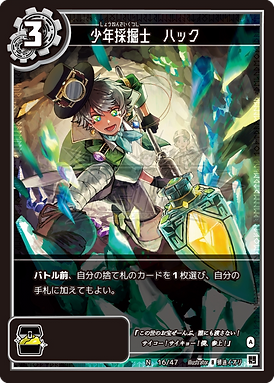 3
しょうねんさいくつし
少年採掘士 ハック
バトル前、自分の捨て札のカードを1枚選び、自分の
手札に加えてもよい。
「この世のお宝ぜ〜んぶ、誰にも渡さない！
サイコー！サイキョー！僕、参上！」
A
N 16/47 Illustrator